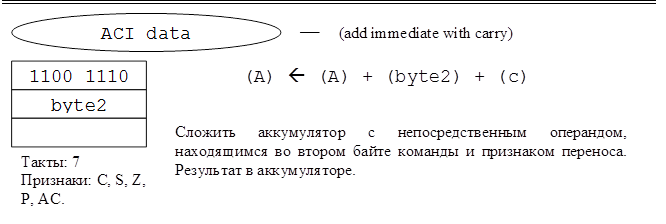 ACI data — (add immediate with carry)
1100 1110
(A) 🡨 (A) + (byte2) + (c)
byte2
Сложить аккумулятор с непосредственным операндом,
находящимся во втором байте команды и признаком переноса.
Результат в аккумуляторе.
Такты: 7
Признаки: C, S, Z,
P, AC.